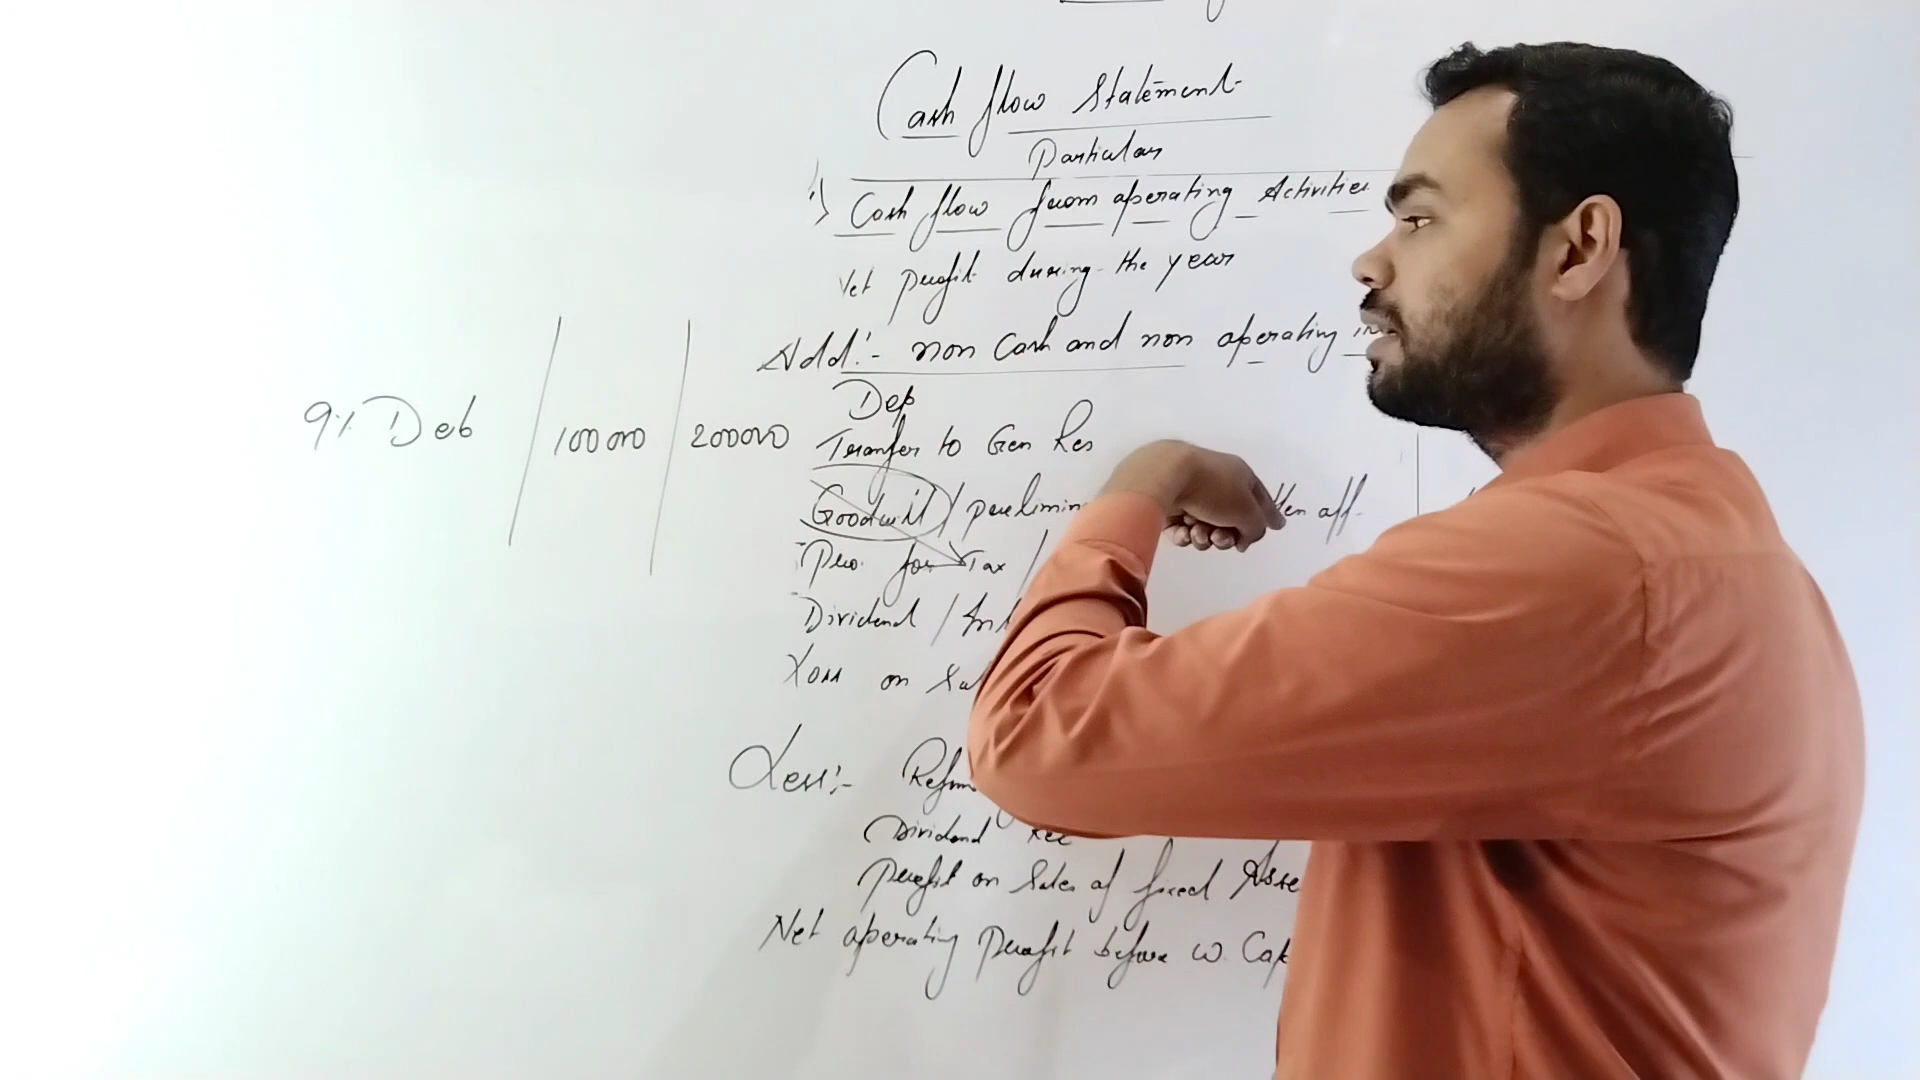 Cash flow Statement
Particulars
1) Cash flow from operating Activities
Net profit during the year
Add:- non Cash and non operating
Dep
9% Deb 100000 200000
Transfer to Gen Res
Goodwill / off.
Pro. for Tax /
Dividend /
Loss on
Less:-
Dividend Rec
profit on Sales of fixed
Net operating profit before w. Cap